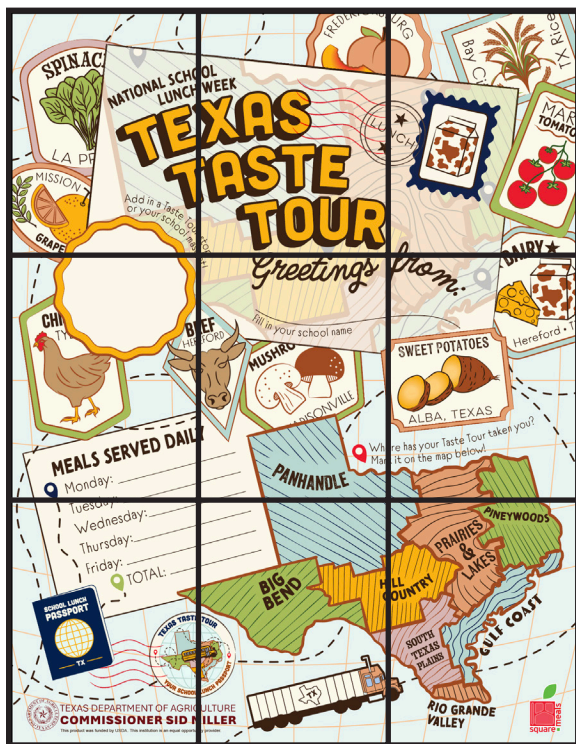 FREDERICKSBURG
BAY CITY
TX Rice
SPINACH
LA PR
NATIONAL SCHOOL
LUNCH WEEK
TEXAS
TASTE
TOUR
LUNCH
MAR
TOMATO
MISSION
GRAPE
Add in a Taste Tour
or your school
Greetings from:
Fill in your school name
DAIRY
Hereford • T
CHI
TY
BEEF
HEREFORD
MUSHRO
SWEET POTATOES
ALBA, TEXAS
MEALS SERVED DAILY
Monday:
Tuesday:
Wednesday:
Thursday:
Friday:
TOTAL:
Where has your Taste Tour taken you?
Mark it on the map below!
PANHANDLE
PINEYWOODS
PRAIRIES
&
LAKES
BIG
BEND
HILL
COUNTRY
SOUTH
TEXAS
PLAINS
GULF COAST
RIO GRANDE
VALLEY
SCHOOL LUNCH
PASSPORT
TX
TEXAS TASTE TOUR
YOUR SCHOOL LUNCH PASSPORT
TX
TEXAS DEPARTMENT OF AGRICULTURE
COMMISSIONER SID MILLER
This product was funded by USDA. This institution is an equal opportunity provider.
square meals